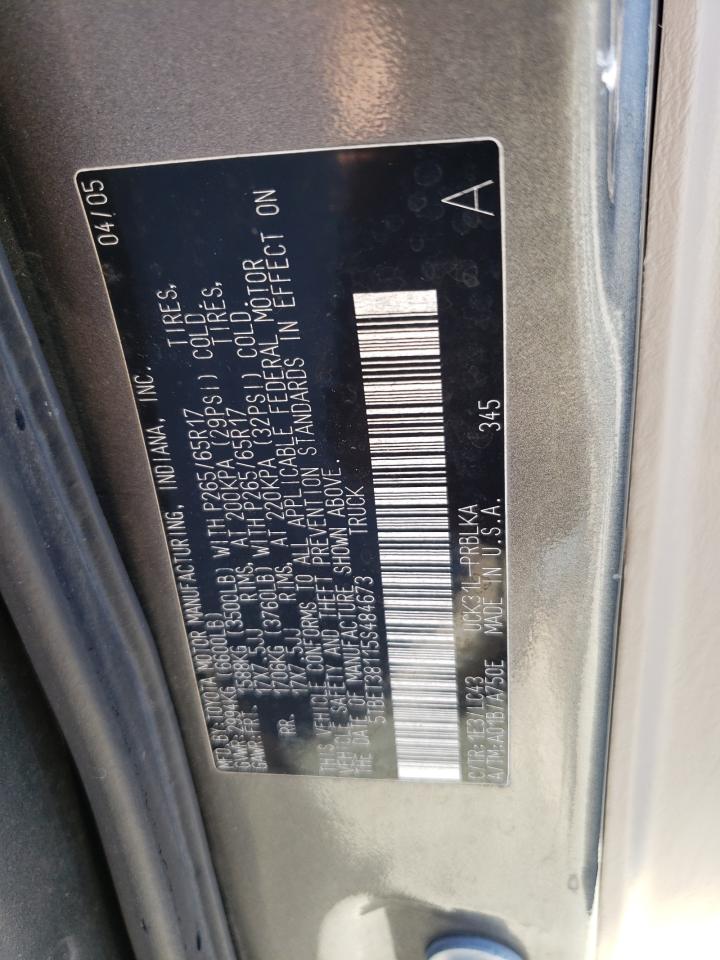 MFD.BY: TOYOTA MOTOR MANUFACTURING, INDIANA, INC. 04/05
GVWR: 2994KG (6600LB)
GAWR:FRT. 1588KG (3500LB) WITH P265/65R17 TIRES,
17X7.5JJ RIMS, AT 200KPA (29PSI) COLD
RR. 1706KG (3760LB) WITH P265/65R17 TIRES,
17X7.5JJ RIMS, AT 220KPA (32PSI) COLD.
THIS VEHICLE CONFORMS TO ALL APPLICABLE FEDERAL MOTOR
VEHICLE SAFETY AND THEFT PREVENTION STANDARDS IN EFFECT ON
THE DATE OF MANUFACTURE SHOWN ABOVE.
5TBET38115S484673 TRUCK
C/TR:1E3/LC43 UCK31L-PRBLKA
A/TM:A01B/A750E MADE IN U.S.A. 345 A